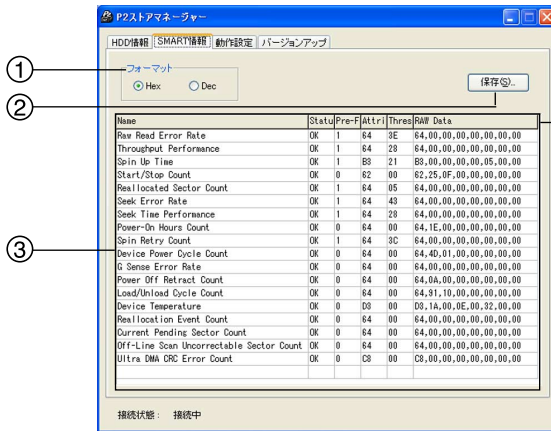 P2ストアマネージャー
HDD情報 SMART情報 動作設定 バージョンアップ
① フォーマット
Hex Dec
保存(S)...
②
Name Statu Pre-F Attri Thres RAW Data
Raw Read Error Rate OK 1 64 3E 64,00,00,00,00,00,00,00
Throughput Performance OK 1 64 28 64,00,00,00,00,00,00,00
Spin Up Time OK 1 B3 21 B3,00,00,00,00,05,00,00
Start/Stop Count OK 0 62 00 62,25,0F,00,00,00,00,00
Reallocated Sector Count OK 1 64 05 64,00,00,00,00,00,00,00
Seek Error Rate OK 1 64 43 64,00,00,00,00,00,00,00
Seek Time Performance OK 1 64 28 64,00,00,00,00,00,00,00
Power-On Hours Count OK 0 64 00 64,1E,00,00,00,00,00,00
Spin Retry Count OK 1 64 3C 64,00,00,00,00,00,00,00
③ Device Power Cycle Count OK 0 64 00 64,4D,01,00,00,00,00,00
G Sense Error Rate OK 0 64 00 64,00,00,00,00,00,00,00
Power Off Retract Count OK 0 64 00 64,0A,00,00,00,00,00,00
Load/Unload Cycle Count OK 0 64 00 64,91,10,00,00,00,00,00
Device Temperature OK 0 D3 00 D3,1A,00,0E,00,32,00,00
Reallocation Event Count OK 0 64 00 64,00,00,00,00,00,00,00
Current Pending Sector Count OK 0 64 00 64,00,00,00,00,00,00,00
Off-Line Scan Uncorrectable Sector Count OK 0 64 00 64,00,00,00,00,00,00,00
Ultra DMA CRC Error Count OK 0 C8 00 C8,00,00,00,00,00,00,00
接続状態： 接続中